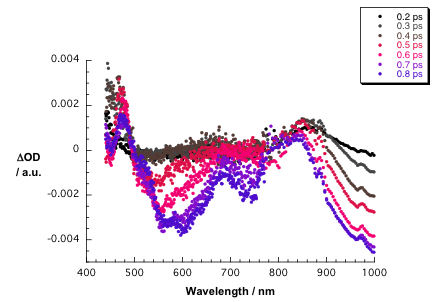 0.2 ps
0.3 ps
0.4 ps
0.5 ps
0.6 ps
0.7 ps
0.8 ps
0.004
0.002
0
-0.002
-0.004
ΔOD
/ a.u.
400 500 600 700 800 900 1000
Wavelength / nm